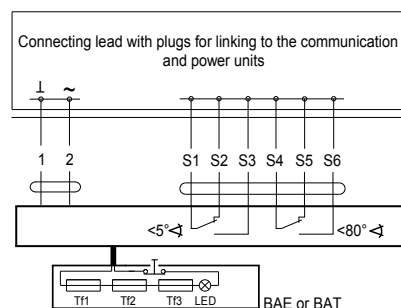 Connecting lead with plugs for linking to the communication
and power units
⊥ ~
1 2 S1 S2 S3 S4 S5 S6
<5°∢ <80°∢
Tf1 Tf2 Tf3 LED
BAE or BAT